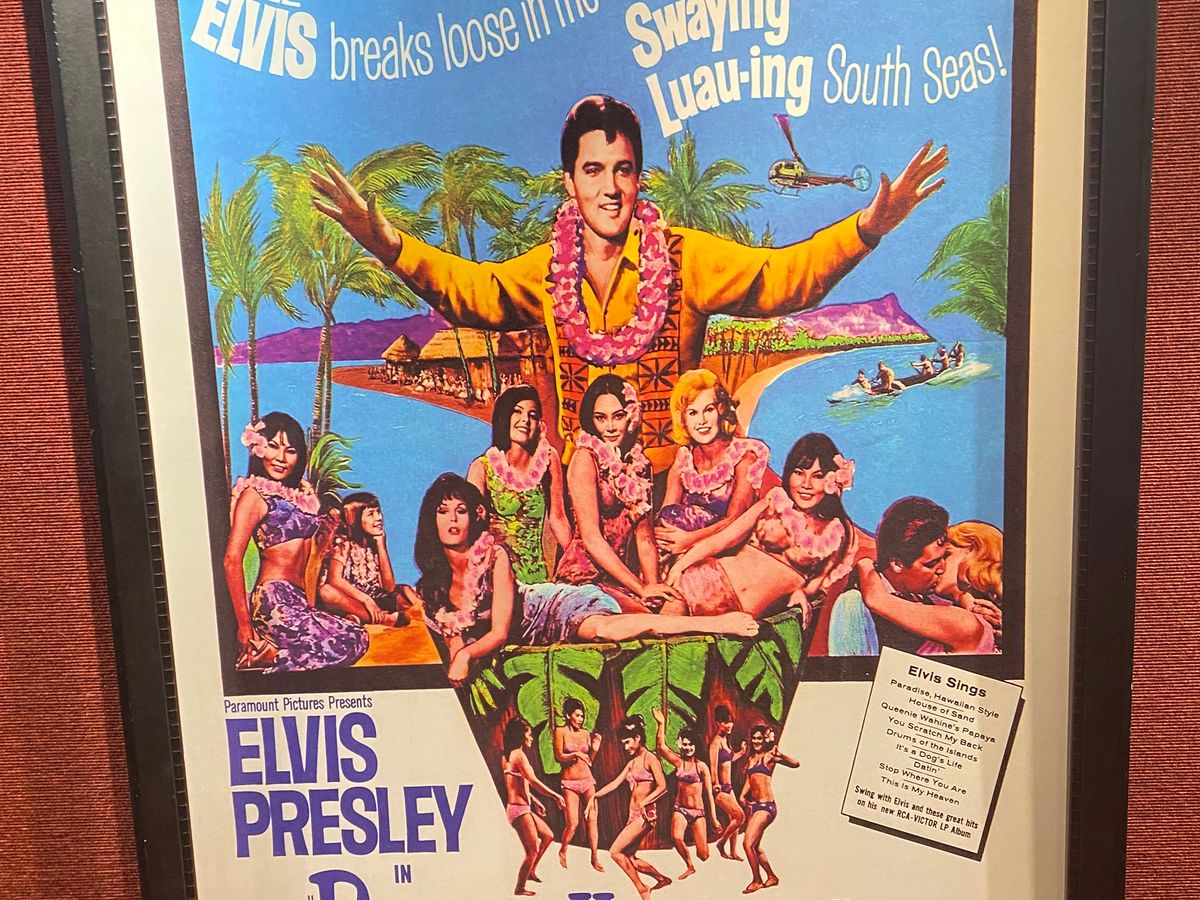 ELVIS breaks loose in the
Swaying
Luau-ing South Seas!
Paramount Pictures Presents
ELVIS
PRESLEY
IN
Elvis Sings
Paradise, Hawaiian Style
House of Sand
Queenie Wahine's Papaya
You Scratch My Back
Drums of the Islands
It's a Dog's Life
Datin'
Stop Where You Are
This Is My Heaven
Swing with Elvis and these great hits
on his new RCA-VICTOR LP Album